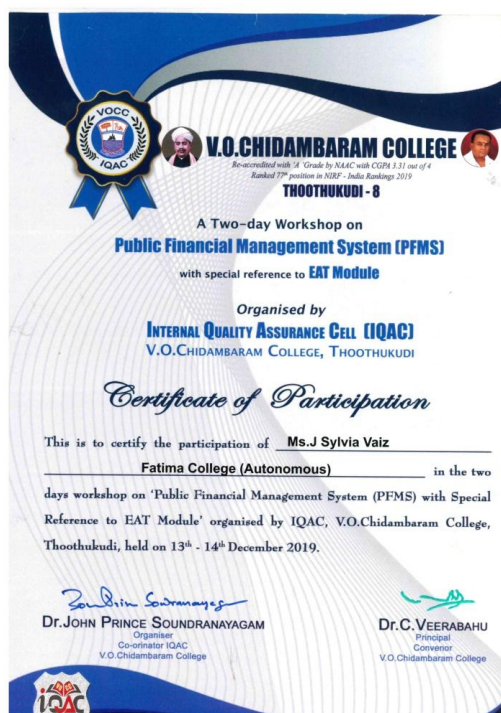 VOCC
IQAC
V.O.CHIDAMBARAM COLLEGE
Re-accredited with 'A' Grade by NAAC with CGPA 3.31 out of 4
Ranked 77th position in NIRF - India Rankings 2019
THOOTHUKUDI - 8
A Two-day Workshop on
Public Financial Management System (PFMS)
with special reference to EAT Module
Organised by
INTERNAL QUALITY ASSURANCE CELL (IQAC)
V.O.CHIDAMBARAM COLLEGE, THOOTHUKUDI
Certificate of Participation
This is to certify the participation of Ms.J Sylvia Vaiz
Fatima College (Autonomous) in the two
days workshop on 'Public Financial Management System (PFMS) with Special
Reference to EAT Module' organised by IQAC, V.O.Chidambaram College,
Thoothukudi, held on 13th - 14th December 2019.
Dr.JOHN PRINCE SOUNDRANAYAGAM
Organiser
Co-orinator IQAC
V.O.Chidambaram College
Dr.C.VEERABAHU
Principal
Convenor
V.O.Chidambaram College
IQAC